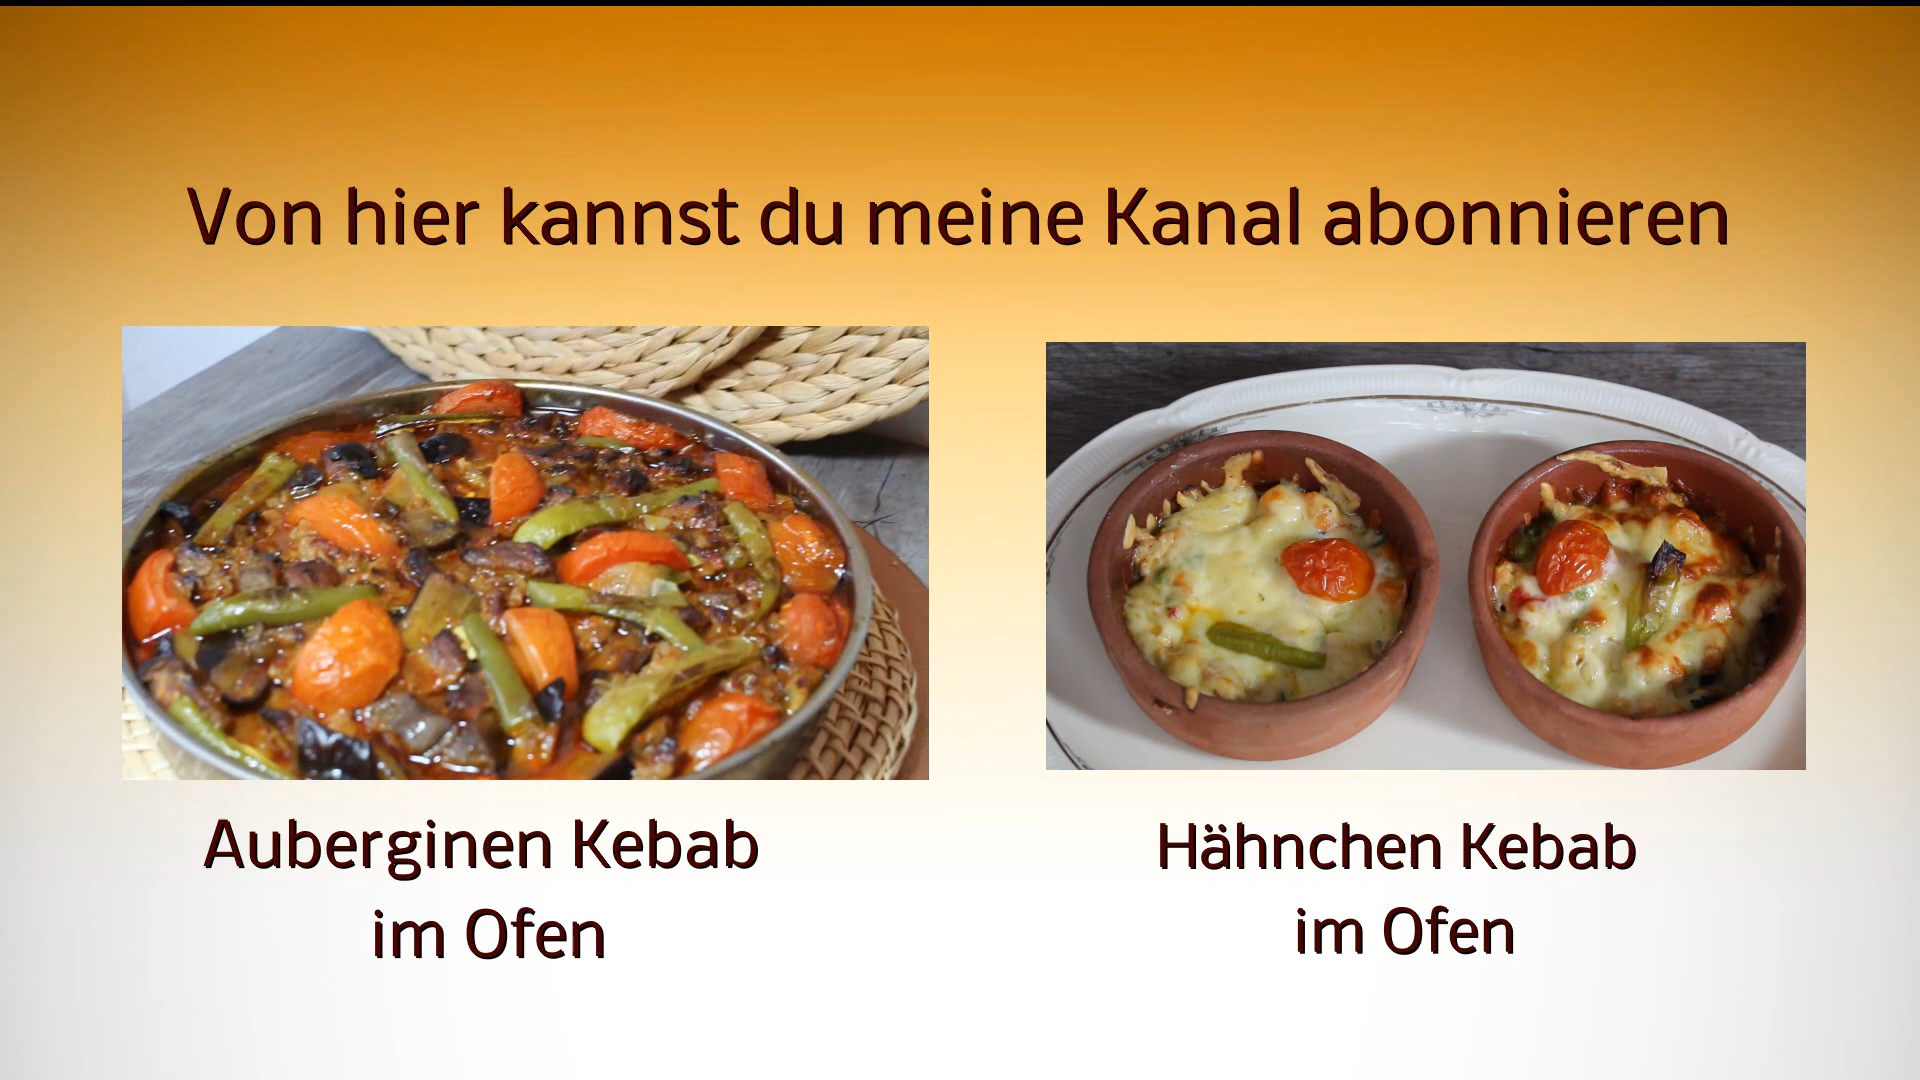 Von hier kannst du meine Kanal abonnieren
Auberginen Kebab
im Ofen
Hähnchen Kebab
im Ofen